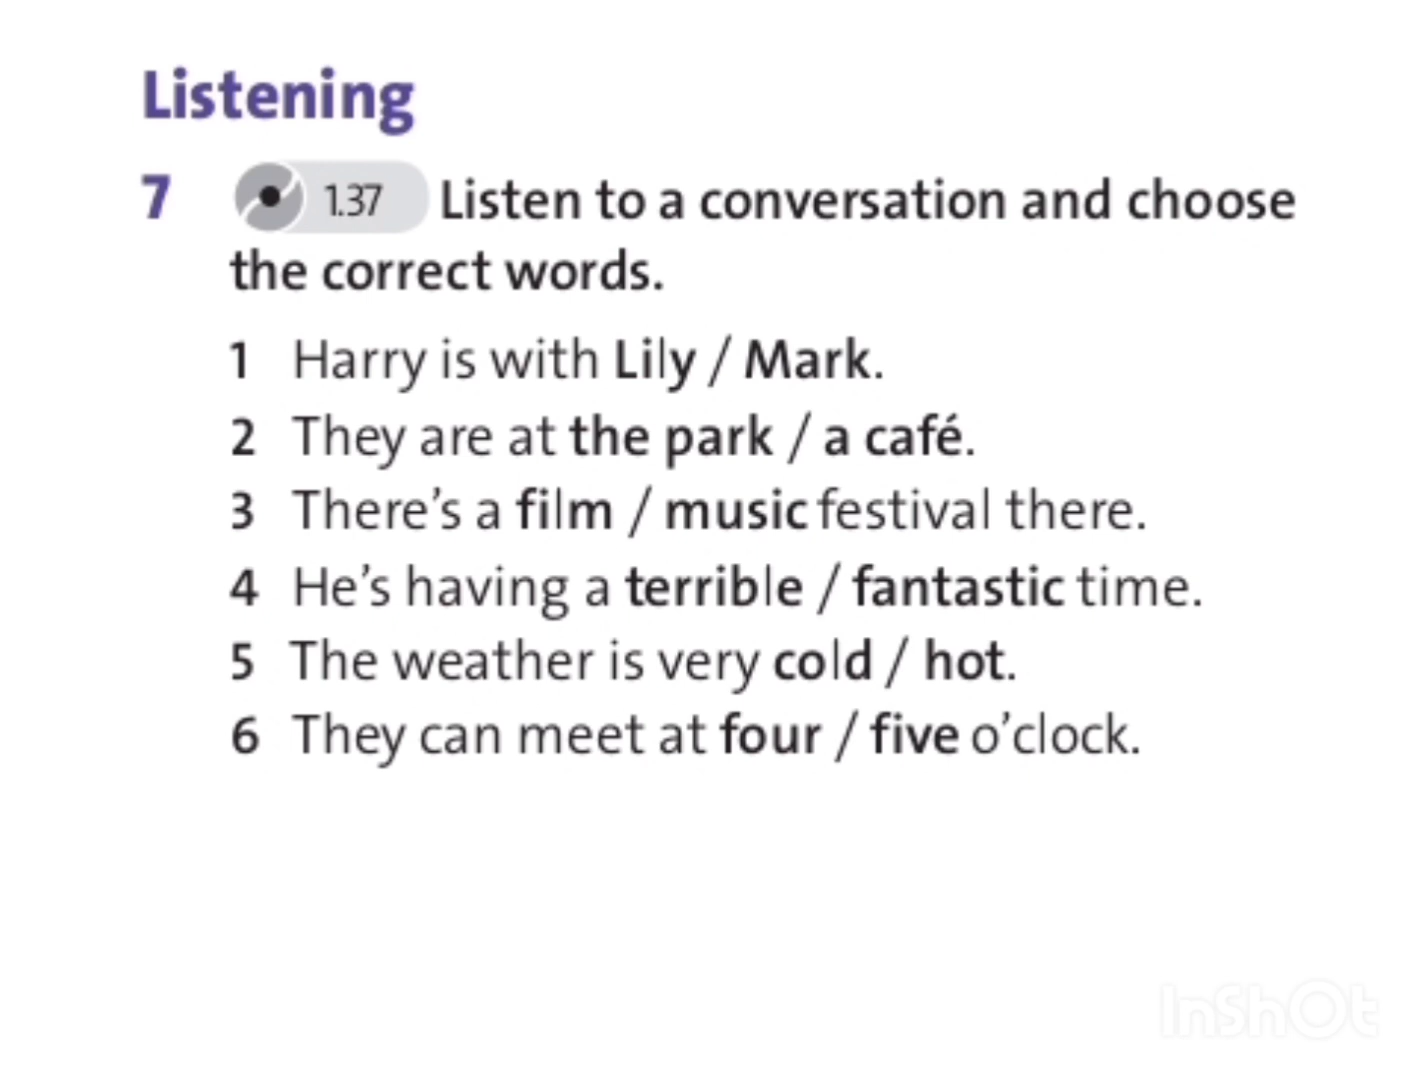 Listening
7 1.37 Listen to a conversation and choose
the correct words.
1 Harry is with Lily / Mark.
2 They are at the park / a café.
3 There's a film / music festival there.
4 He's having a terrible / fantastic time.
5 The weather is very cold / hot.
6 They can meet at four / five o'clock.
InShOt